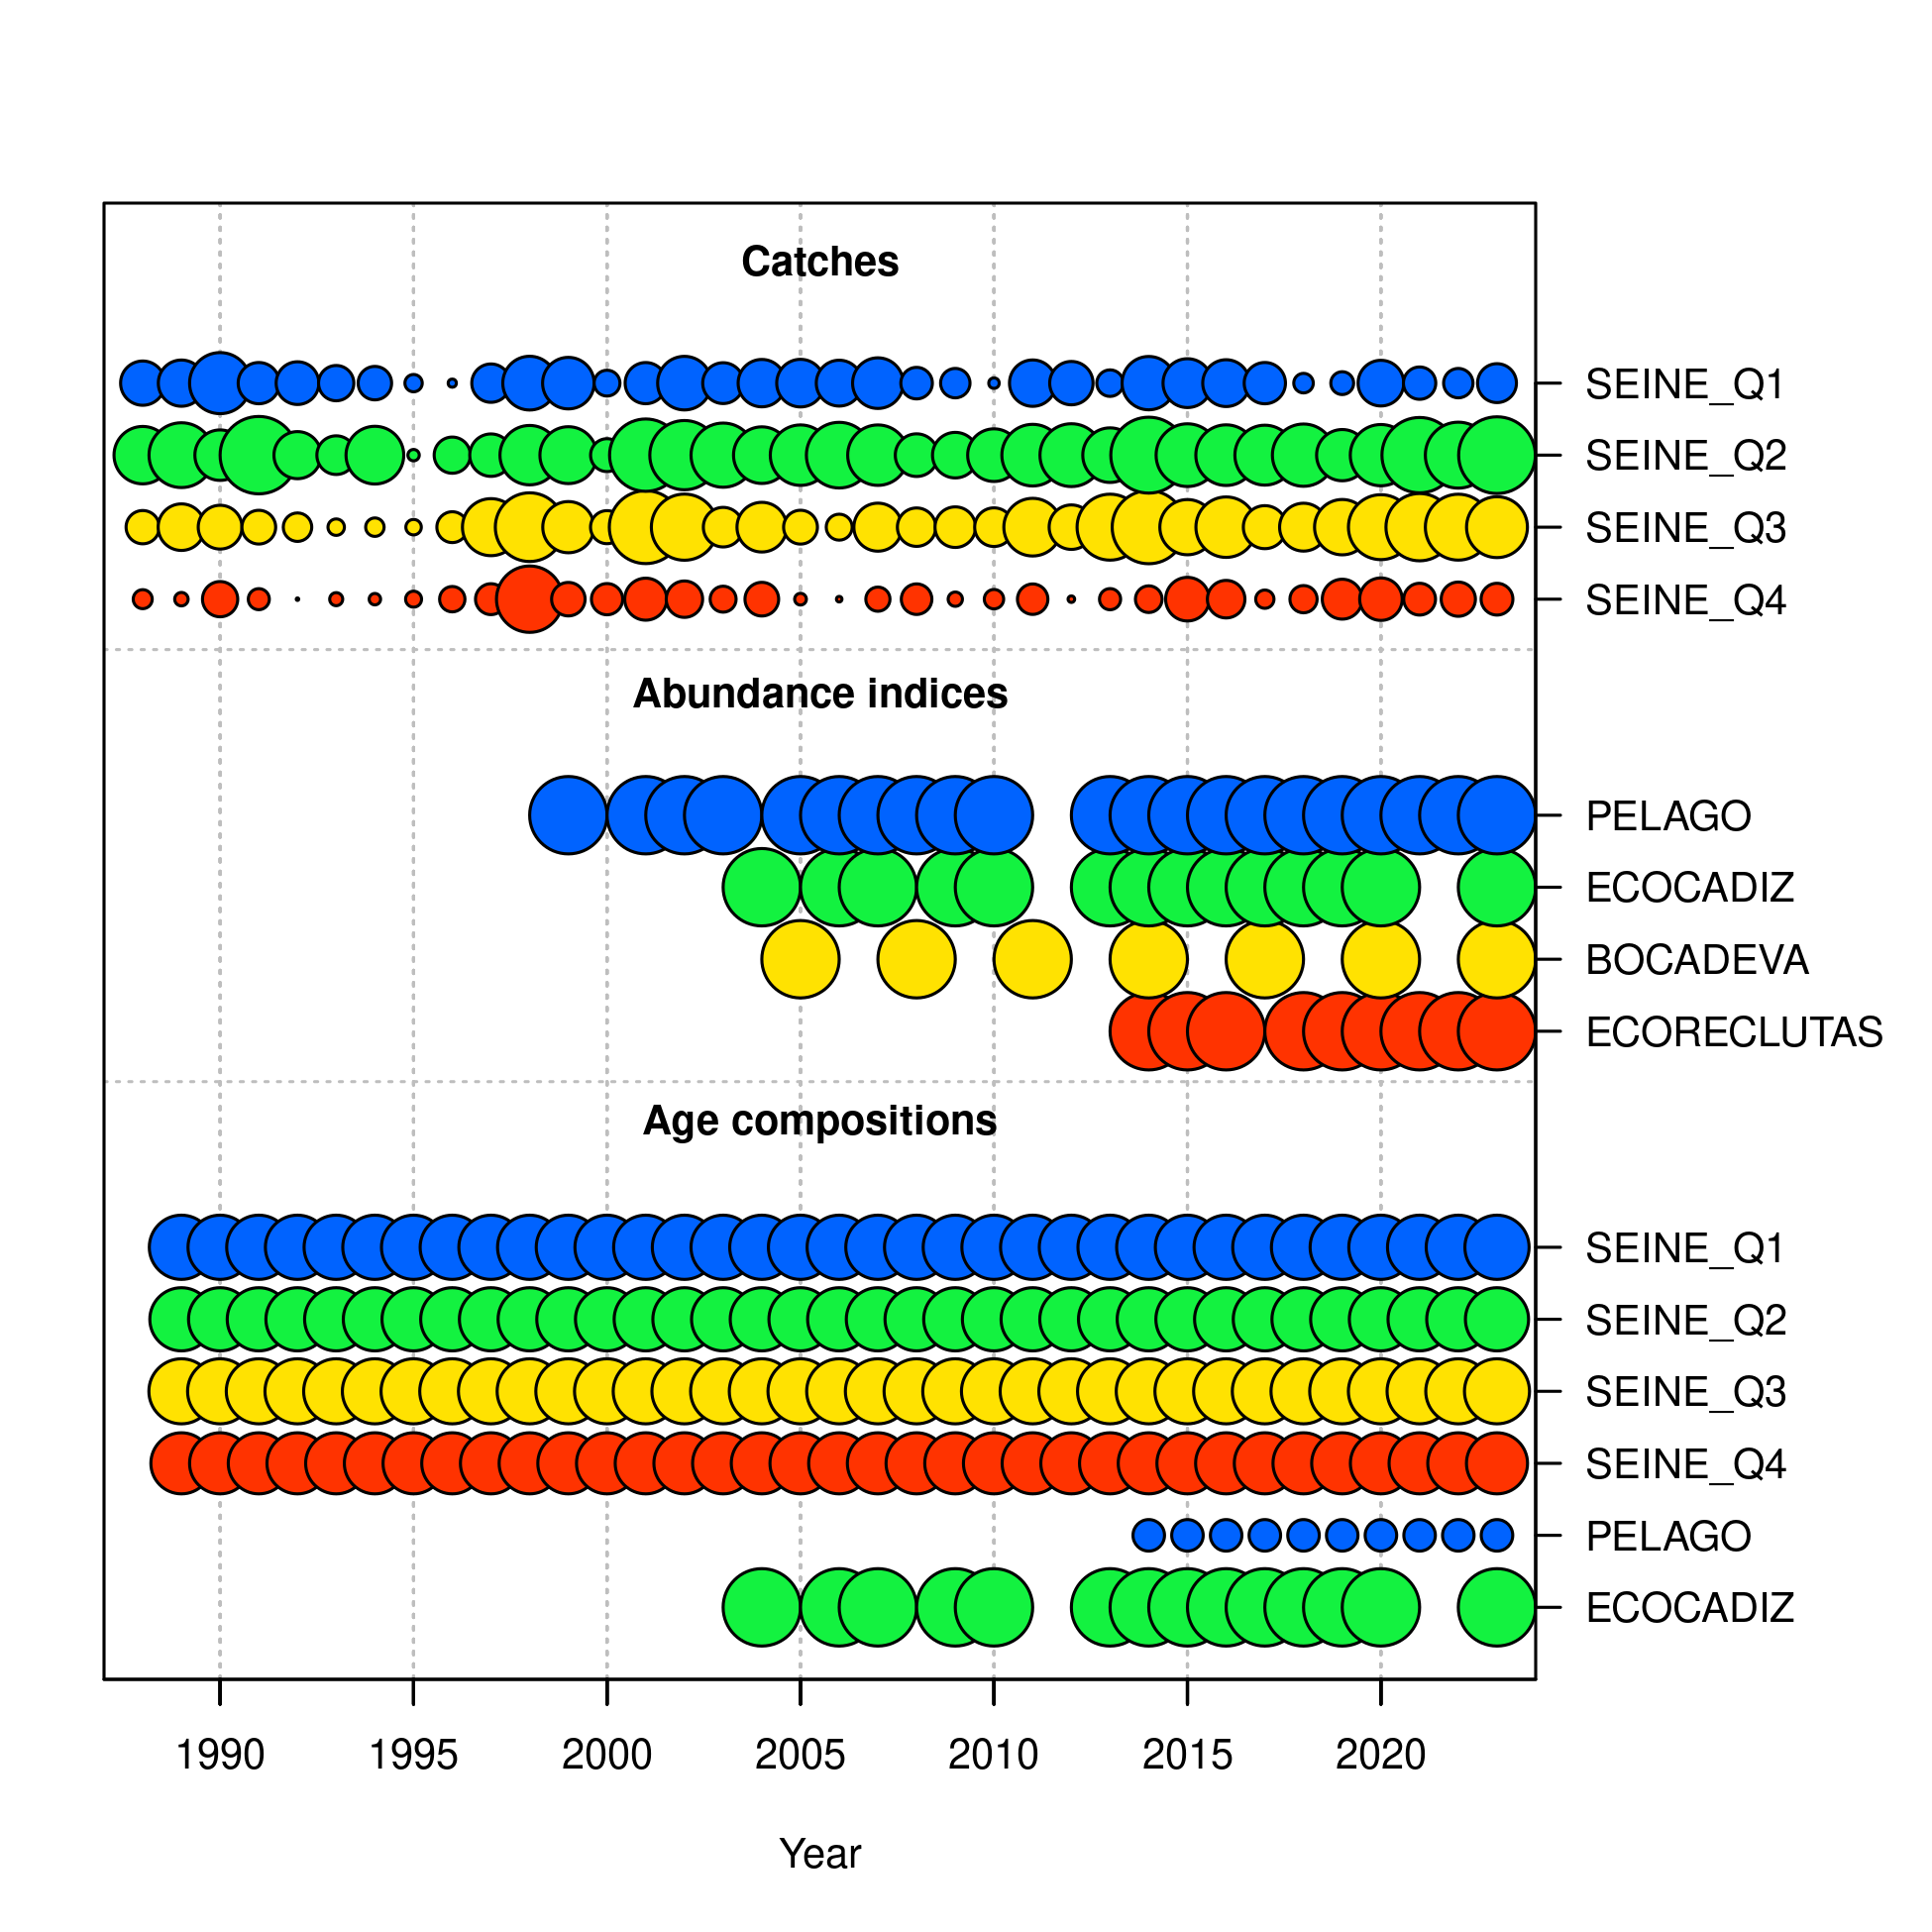 Catches
SEINE_Q1
SEINE_Q2
SEINE_Q3
SEINE_Q4
Abundance indices
PELAGO
ECOCADIZ
BOCADEVA
ECORECLUTAS
Age compositions
SEINE_Q1
SEINE_Q2
SEINE_Q3
SEINE_Q4
PELAGO
ECOCADIZ
1990 1995 2000 2005 2010 2015 2020
Year